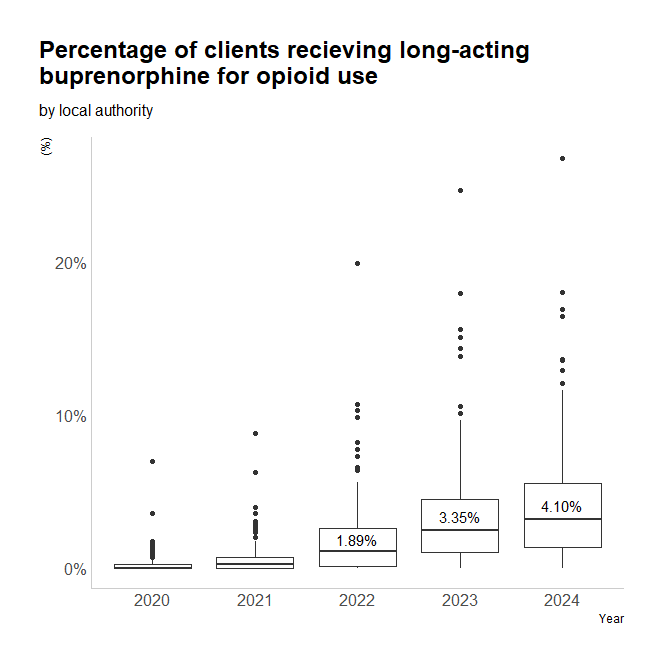 Percentage of clients recieving long-acting
buprenorphine for opioid use
by local authority
(%)
20%
10%
0%
1.89%
3.35%
4.10%
2020 2021 2022 2023 2024
Year